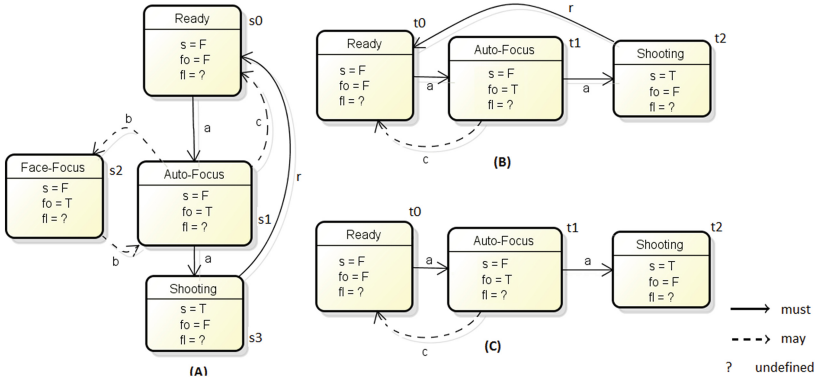 Ready
s0
s = F
fo = F
fl = ?
a
c
b
Face-Focus
s2
s = F
fo = T
fl = ?
b
Auto-Focus
s1
s = F
fo = T
fl = ?
a
r
Shooting
s3
s = T
fo = F
fl = ?
(A)
t0
Ready
s = F
fo = F
fl = ?
a
t1
Auto-Focus
s = F
fo = T
fl = ?
a
r
t2
Shooting
s = T
fo = F
fl = ?
c
(B)
t0
Ready
s = F
fo = F
fl = ?
a
t1
Auto-Focus
s = F
fo = T
fl = ?
a
t2
Shooting
s = T
fo = F
fl = ?
c
(C)
must
may
? undefined